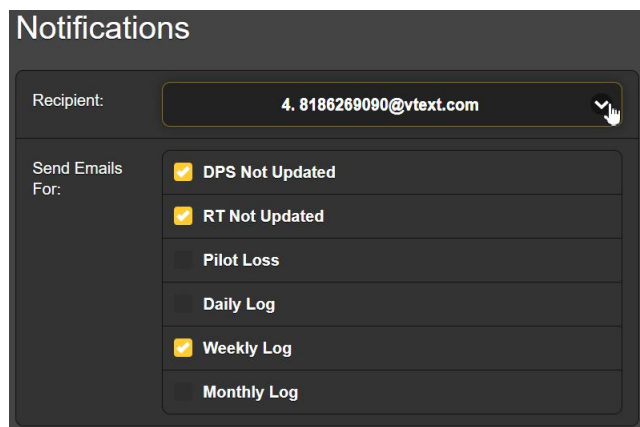 Notifications
Recipient:
4. 8186269090@vtext.com
Send Emails
For:
DPS Not Updated
RT Not Updated
Pilot Loss
Daily Log
Weekly Log
Monthly Log